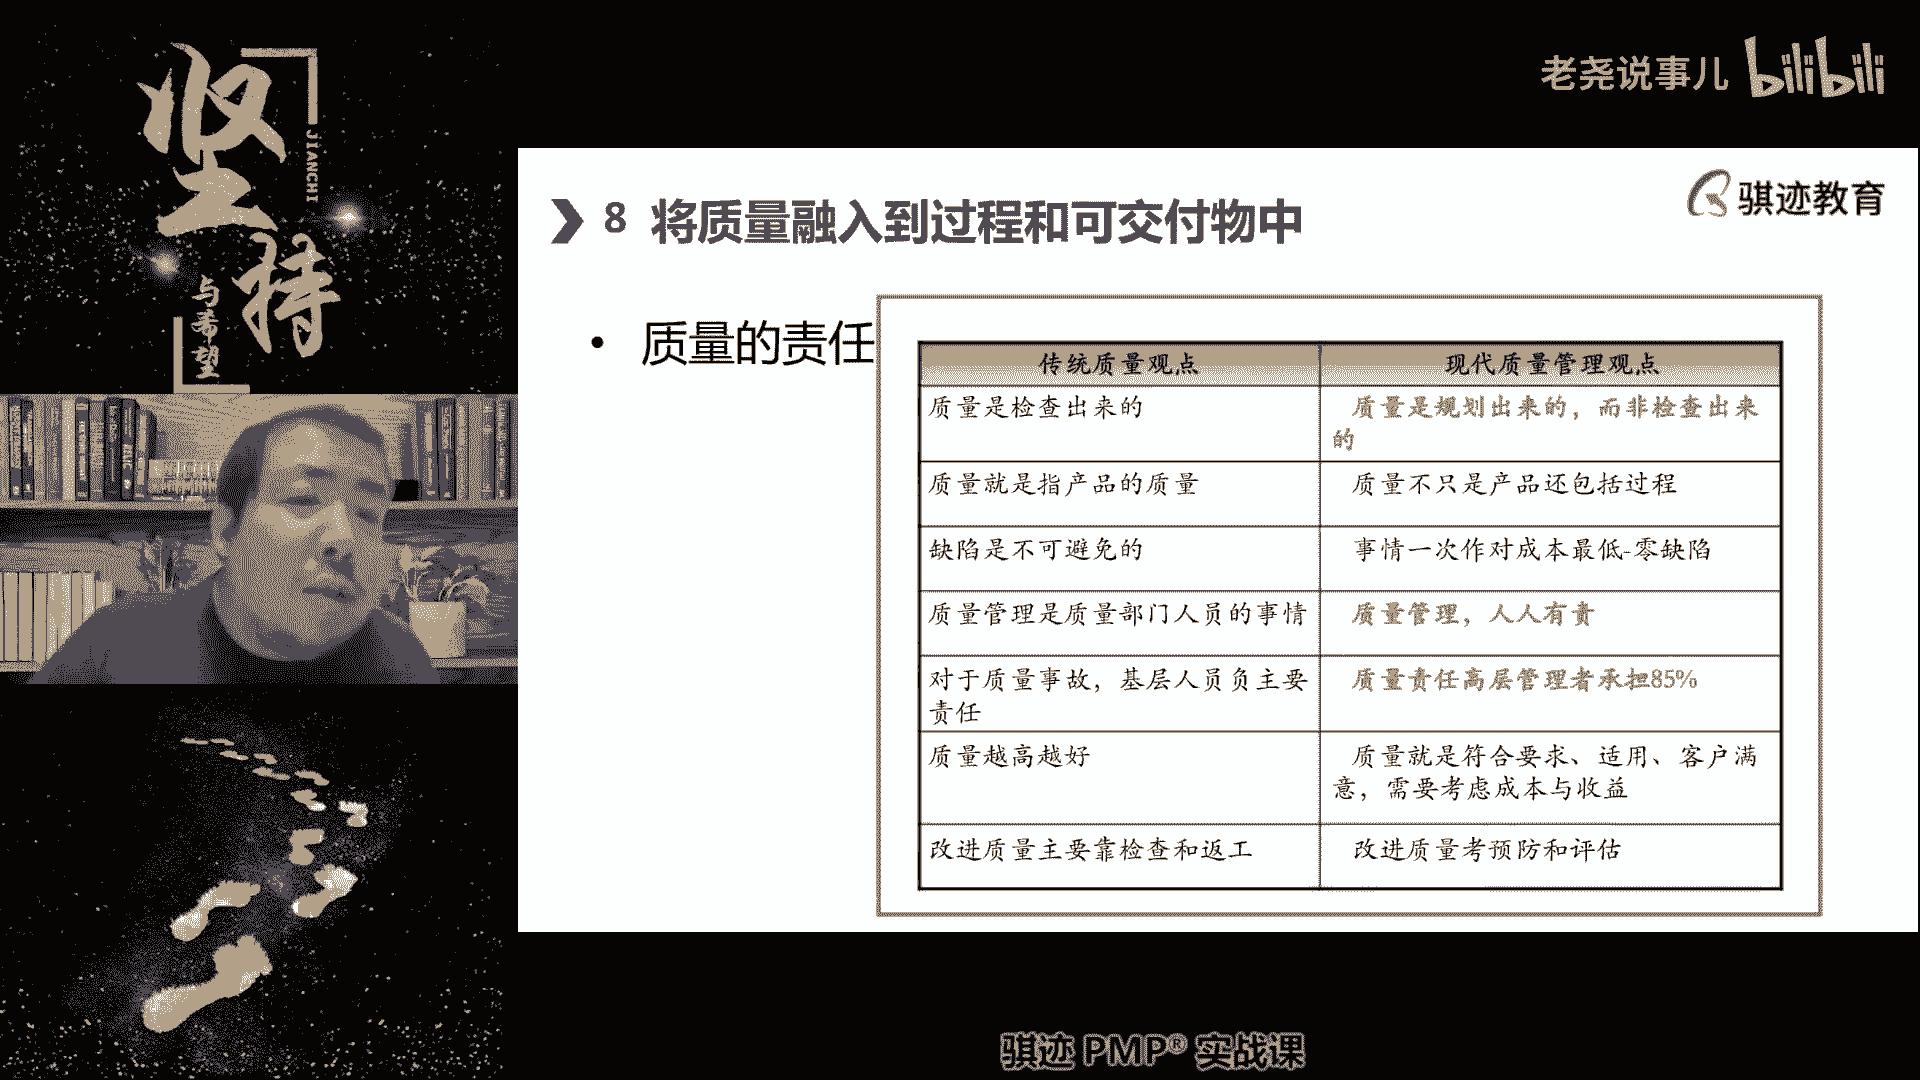 坚持
JIANCHI
与希望
老尧说事儿 bilibili
骐迹教育
8 将质量融入到过程和可交付物中
• 质量的责任
传统质量观点
现代质量管理观点
质量是检查出来的
质量是规划出来的，而非检查出来
的
质量就是指产品的质量
质量不只是产品还包括过程
缺陷是不可避免的
事情一次作对成本最低-零缺陷
质量管理是质量部门人员的事情
质量管理，人人有责
对于质量事故，基层人员负主要
责任
质量责任高层管理者承担85%
质量越高越好
质量就是符合要求、适用、客户满
意，需要考虑成本与收益
改进质量主要靠检查和返工
改进质量考预防和评估
骐迹 PMP® 实战课